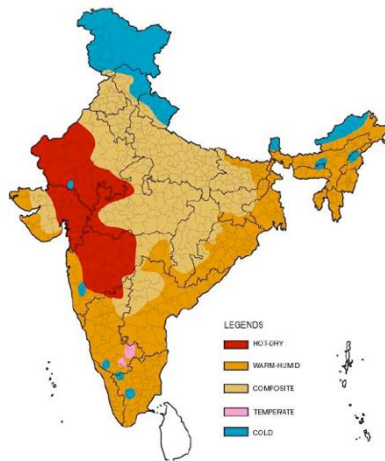 LEGENDS
HOT-DRY
WARM-HUMID
COMPOSITE
TEMPERATE
COLD